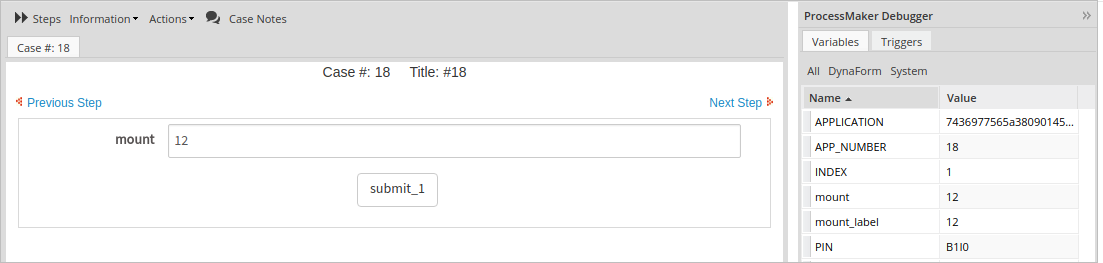 Steps Information Actions Case Notes
Case #: 18
Case #: 18 Title: #18
Previous Step Next Step
mount 12
submit_1
ProcessMaker Debugger
Variables Triggers
All DynaForm System
Name Value
APPLICATION 7436977565a38090145...
APP_NUMBER 18
INDEX 1
mount 12
mount_label 12
PIN B1I0